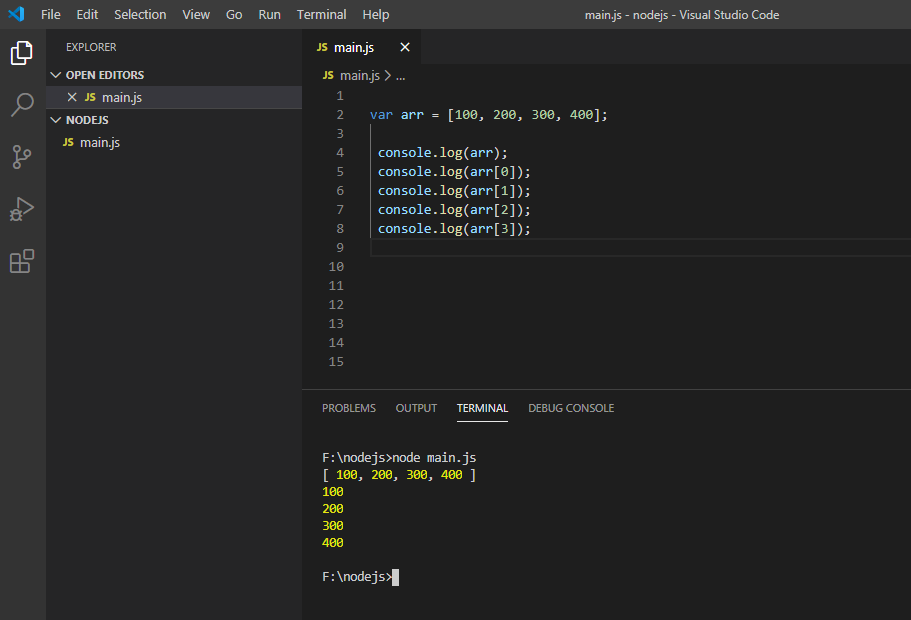 File Edit Selection View Go Run Terminal Help main.js - nodejs - Visual Studio Code
EXPLORER
OPEN EDITORS
JS main.js
NODEJS
JS main.js
JS main.js
JS main.js > ...
1
2 var arr = [100, 200, 300, 400];
3
4 console.log(arr);
5 console.log(arr[0]);
6 console.log(arr[1]);
7 console.log(arr[2]);
8 console.log(arr[3]);
9
10
11
12
13
14
15
PROBLEMS OUTPUT TERMINAL DEBUG CONSOLE
F:\nodejs>node main.js
[ 100, 200, 300, 400 ]
100
200
300
400
F:\nodejs>